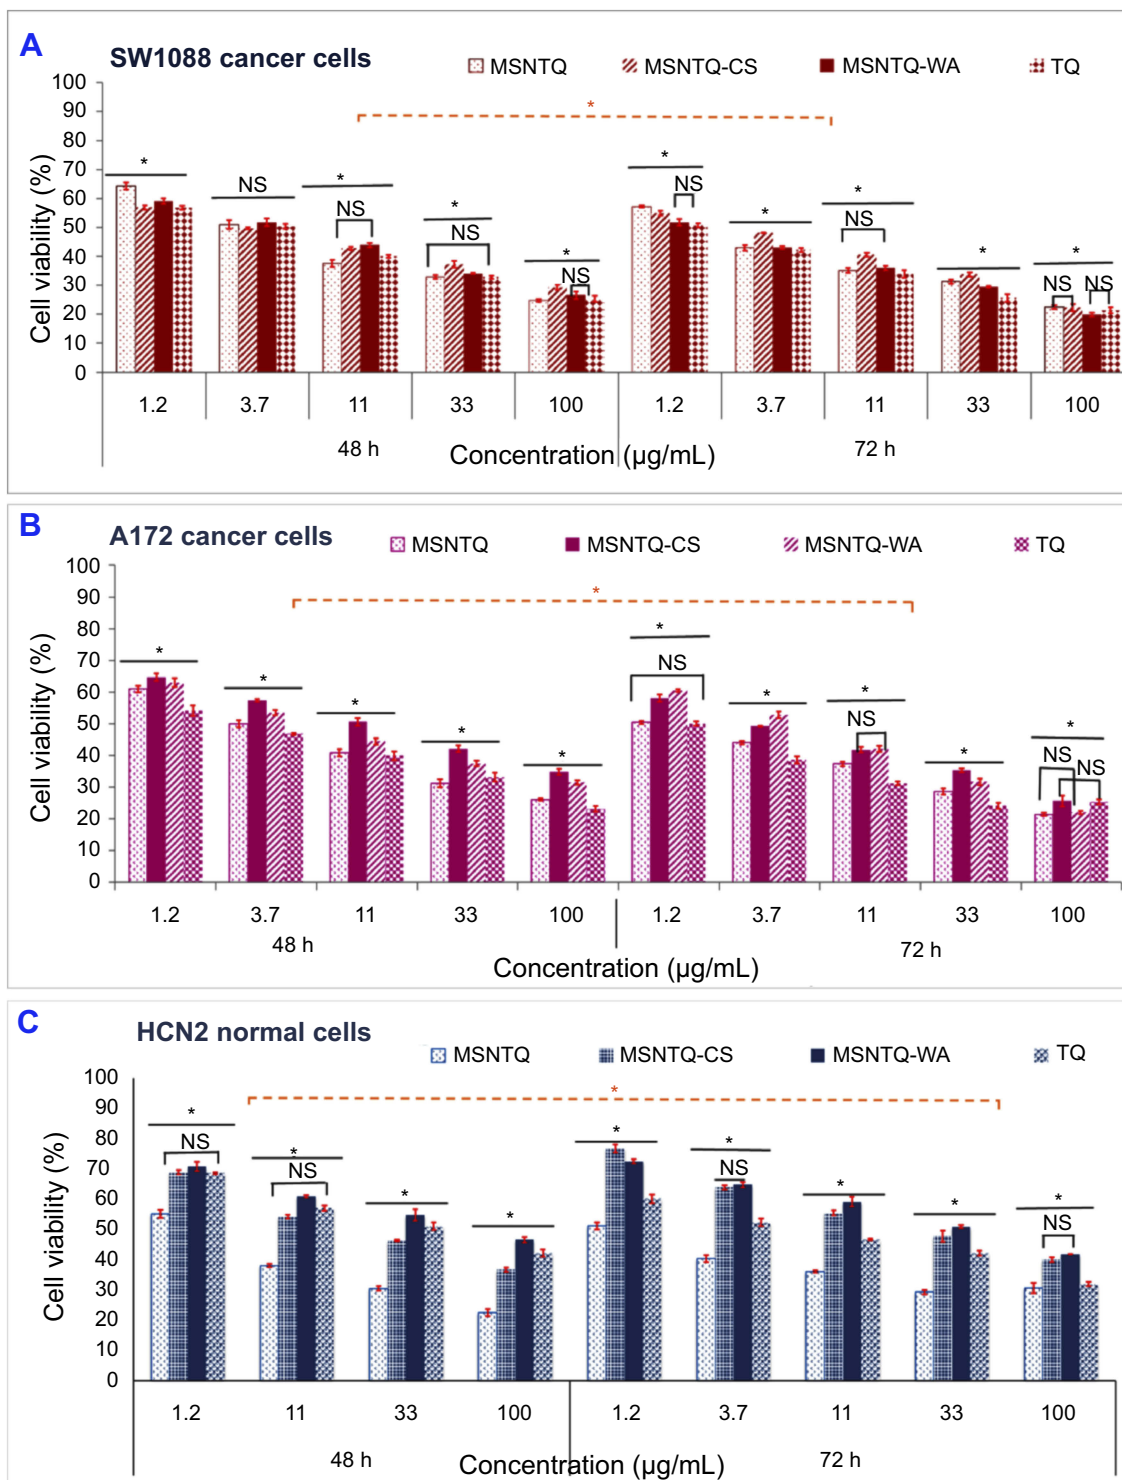 A
SW1088 cancer cells
MSNTQ MSNTQ-CS MSNTQ-WA TQ
Cell viability (%)
100
90
80
70
60
50
40
30
20
10
0
*
* NS * NS * NS * NS * * NS * * NS * * NS NS
1.2 3.7 11 33 100 1.2 3.7 11 33 100
48 h 72 h
Concentration (µg/mL)
B
A172 cancer cells
MSNTQ MSNTQ-CS MSNTQ-WA TQ
Cell viability (%)
100
90
80
70
60
50
40
30
20
10
0
*
* * * * * * NS * * NS * * NS NS
1.2 3.7 11 33 100 1.2 3.7 11 33 100
48 h 72 h
Concentration (µg/mL)
C
HCN2 normal cells
MSNTQ MSNTQ-CS MSNTQ-WA TQ
Cell viability (%)
100
90
80
70
60
50
40
30
20
10
0
*
* NS * NS * * * * NS * * * NS
1.2 11 33 100 1.2 3.7 11 33 100
48 h 72 h
Concentration (µg/mL)